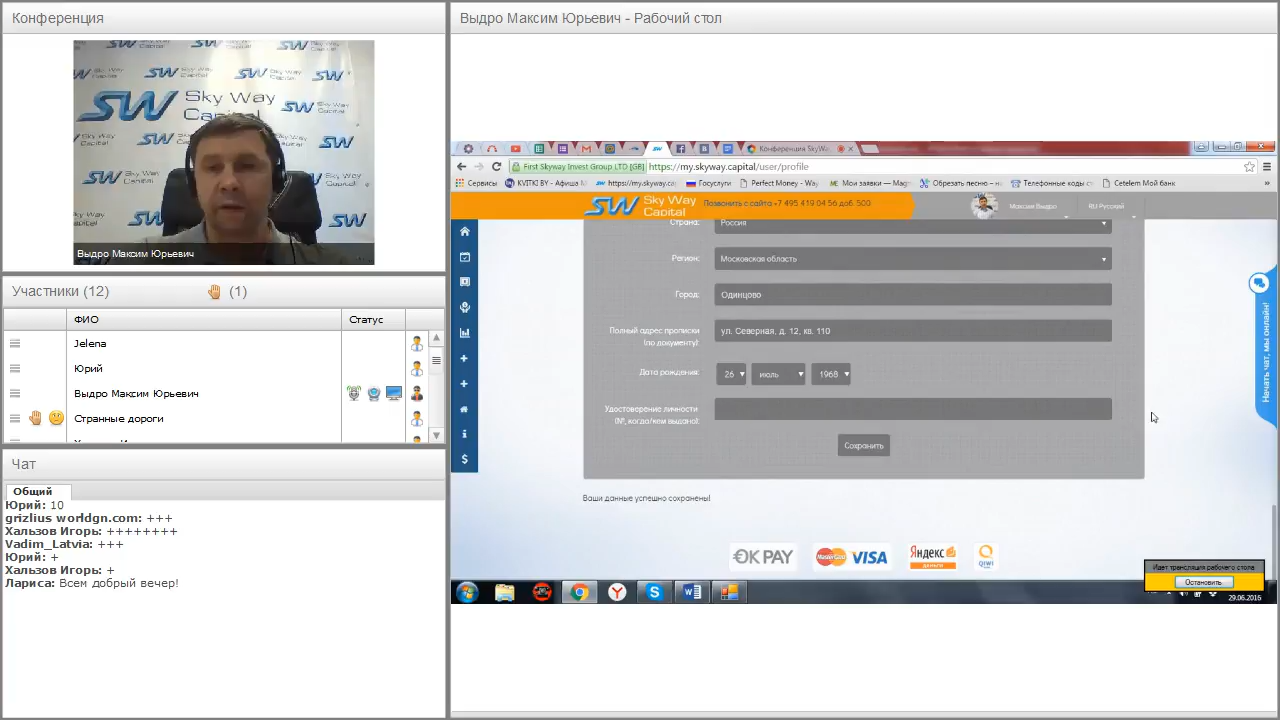 Конференция
SW Sky Way
Capital
Выдро Максим Юрьевич
Участники (12) (1)
ФИО Статус
Jelena
Юрий
Выдро Максим Юрьевич
Странные дороги
Чат
Общий
Юрий: 10
grizlius worldgn.com: +++
Хальзов Игорь: ++++++++
Vadim_Latvia: +++
Юрий: +
Хальзов Игорь: +
Лариса: Всем добрый вечер!
Выдро Максим Юрьевич - Рабочий стол
Конференция SkyWa
First Skyway Invest Group LTD [GB] https://my.skyway.capital/user/profile
Сервисы KVITKI BY - Афиша https://my.skyway.ca Госуслуги Perfect Money - Way Мои заявки — Магн Обрезать песню – Телефонные коды с Cetelem Мой банк
SW Sky Way
Capital
Позвонить с сайта +7 495 419 04 56 доб. 500
Максим Выдро RU Русский
Страна: Россия
Регион: Московская область
Город: Одинцово
Полный адрес прописки
(по документу): ул. Северная, д. 12, кв. 110
Дата рождения: 26 июль 1968
Удостоверение личности
(№, когда/кем выдано):
Сохранить
Ваши данные успешно сохранены!
Начать чат, мы онлайн!
OK PAY MasterCard VISA Яндекс деньги QIWI
Идет трансляция рабочего стола
Остановить
29.06.2016